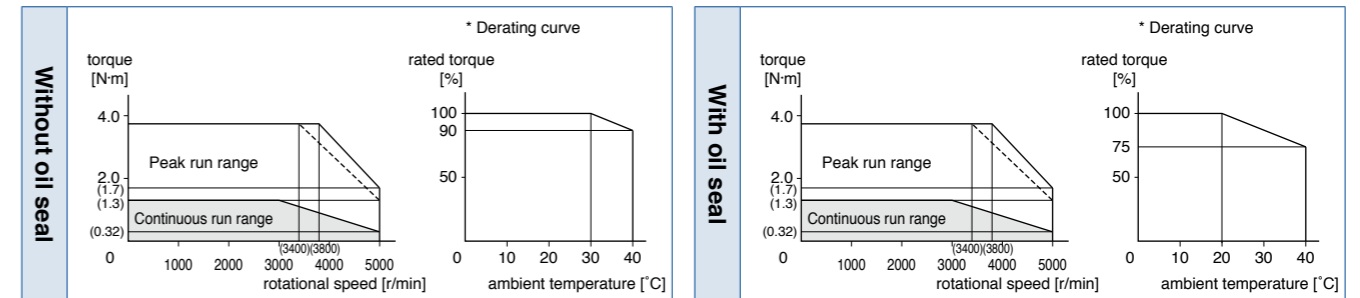 Without oil seal
* Derating curve
torque
[N·m]
rated torque
[%]
4.0
2.0
(1.7)
(1.3)
(0.32)
0
Peak run range
Continuous run range
(3400)(3800)
1000 2000 3000 4000 5000
rotational speed [r/min]
100
90
50
0
10 20 30 40
ambient temperature [˚C]
With oil seal
* Derating curve
torque
[N·m]
rated torque
[%]
4.0
2.0
(1.7)
(1.3)
(0.32)
0
Peak run range
Continuous run range
(3400)(3800)
1000 2000 3000 4000 5000
rotational speed [r/min]
100
75
50
0
10 20 30 40
ambient temperature [˚C]